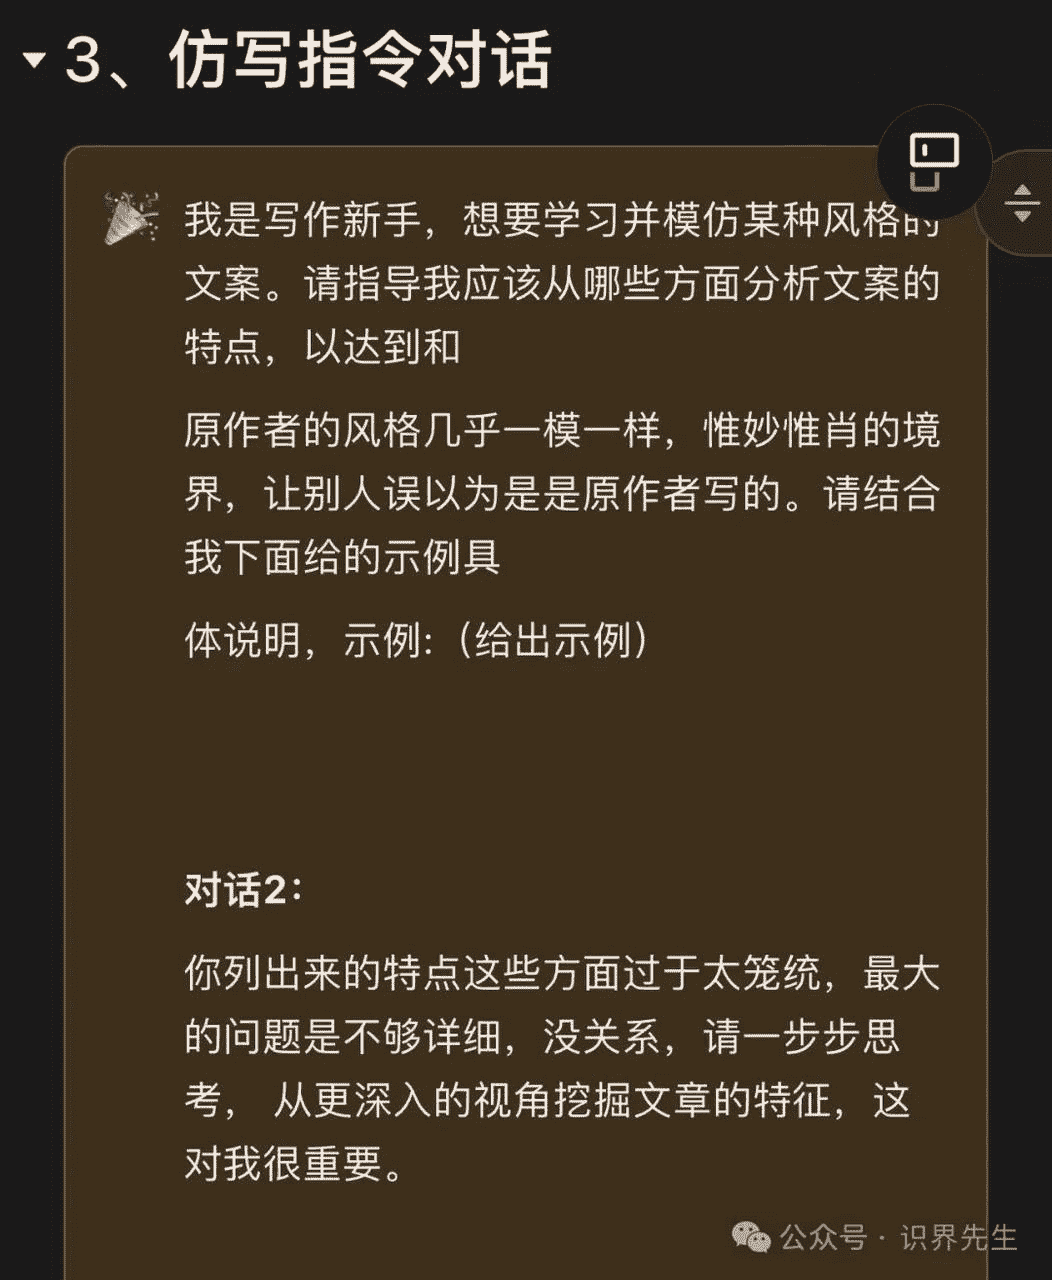 3、仿写指令对话
我是写作新手，想要学习并模仿某种风格的
文案。请指导我应该从哪些方面分析文案的
特点，以达到和
原作者的风格几乎一模一样，惟妙惟肖的境
界，让别人误以为是是原作者写的。请结合
我下面给的示例具
体说明，示例:（给出示例）
对话2：
你列出来的特点这些方面过于太笼统，最大
的问题是不够详细，没关系，请一步步思
考， 从更深入的视角挖掘文章的特征，这
对我很重要。
公众号 · 识界先生